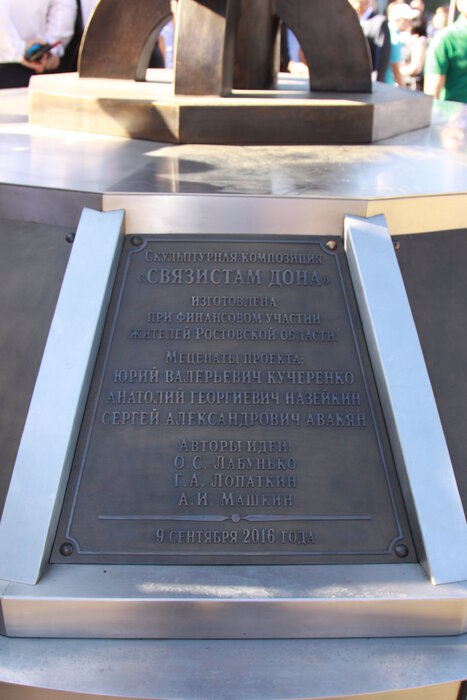 Скульптурная композиция
«СВЯЗИСТАМ ДОНА»
изготовлена
при финансовом участии
жителей Ростовской области
Меценаты проекта:
Юрий Валерьевич Кучеренко
Анатолий Георгиевич Назейкин
Сергей Александрович Авакян
Авторы идеи:
О.С. Лабунько
Г.А. Лопаткин
А.И. Машкин
9 сентября 2016 года